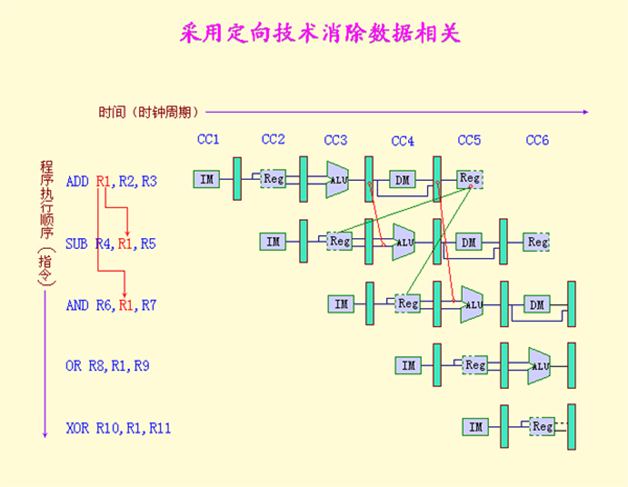 采用定向技术消除数据相关
时间（时钟周期）
CC1 CC2 CC3 CC4 CC5 CC6
程序执行顺序（指令）
ADD R1,R2,R3
IM Reg ALU DM Reg
SUB R4,R1,R5
IM Reg ALU DM Reg
AND R6,R1,R7
IM Reg ALU DM
OR R8,R1,R9
IM Reg ALU
XOR R10,R1,R11
IM Reg